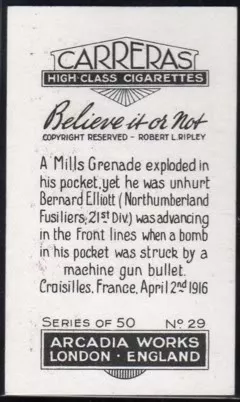 CARRERAS
HIGH-CLASS CIGARETTES
Believe it or Not
COPYRIGHT RESERVED - ROBERT L. RIPLEY
A Mills Grenade exploded in
his pocket, yet he was unhurt
Bernard Elliott (Northumberland
Fusiliers, 21st Div.) was advancing
in the front lines when a bomb
in his pocket was struck by a
machine gun bullet.
Croisilles, France, April 2nd 1916
SERIES OF 50 No 29
ARCADIA WORKS
LONDON · ENGLAND